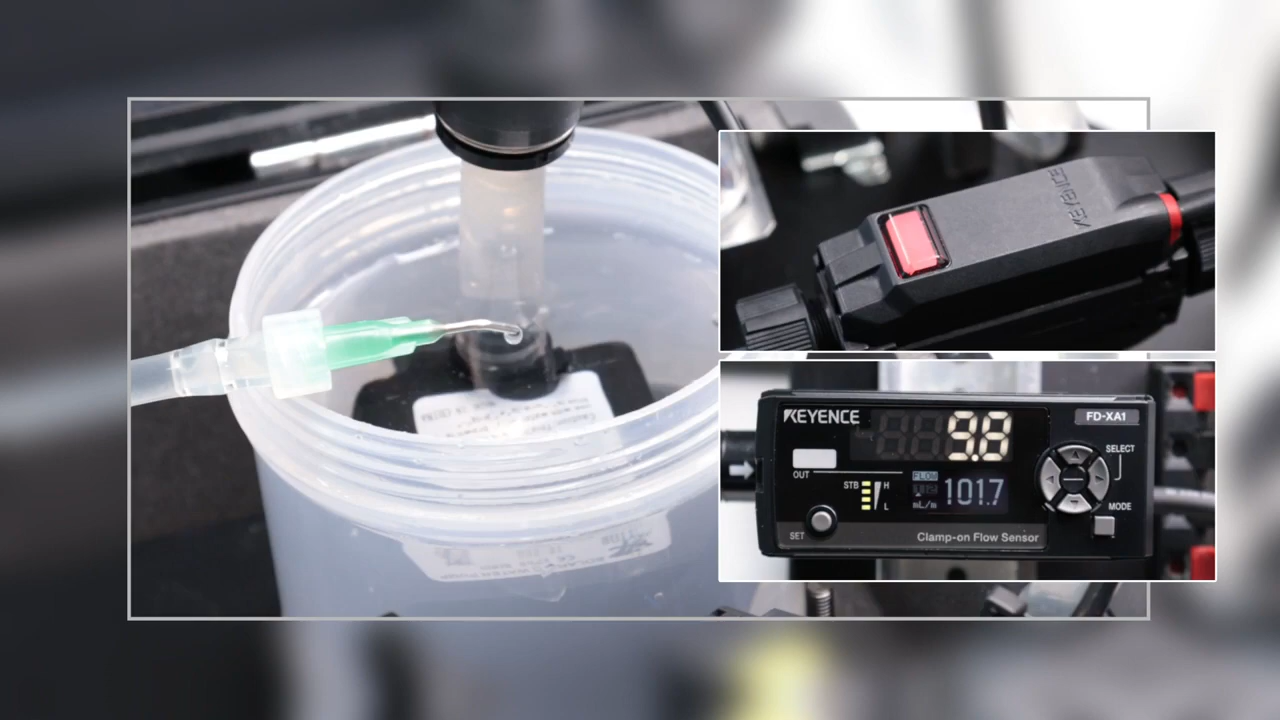 KEYENCE
KEYENCE
FD-XA1
9.8
SELECT
OUT
STB
H
L
FLOW
mL/m
101.7
MODE
SET
Clamp-on Flow Sensor